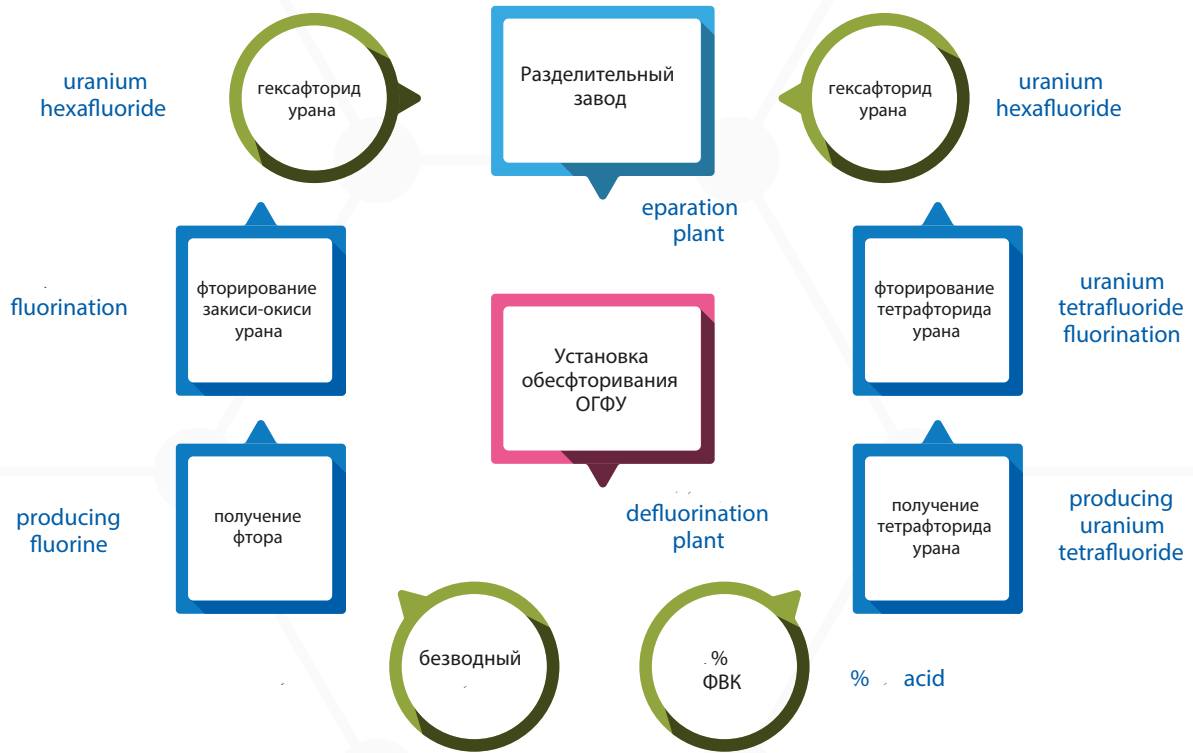 uranium
hexafluoride
гексафторид
урана
Разделительный
завод
гексафторид
урана
uranium
hexafluoride
eparation
plant
fluorination
фторирование
закиси-окиси
урана
фторирование
тетрафторида
урана
uranium
tetrafluoride
fluorination
Установка
обесфторивания
ОГФУ
producing
fluorine
получение
фтора
defluorination
plant
получение
тетрафторида
урана
producing
uranium
tetrafluoride
безводный
%
ФВК
% acid